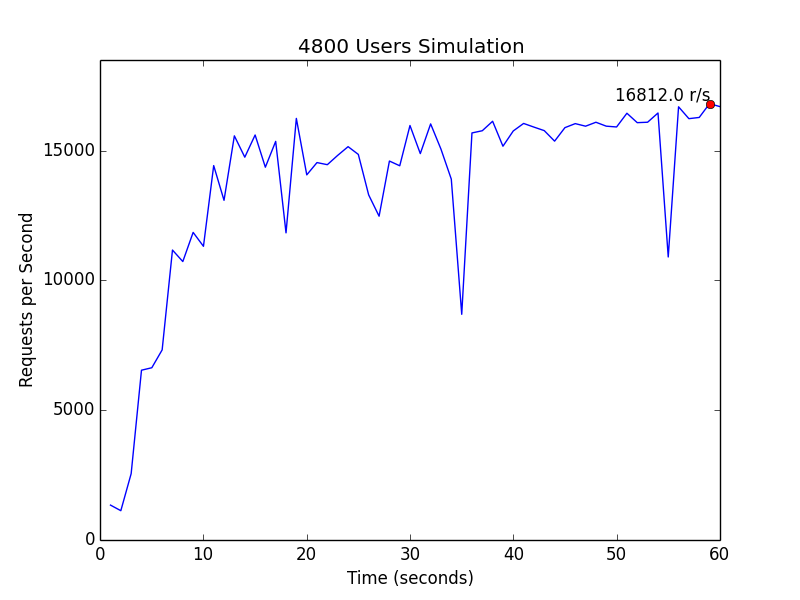 4800 Users Simulation
16812.0 r/s
15000
10000
5000
0
Requests per Second
0 10 20 30 40 50 60
Time (seconds)